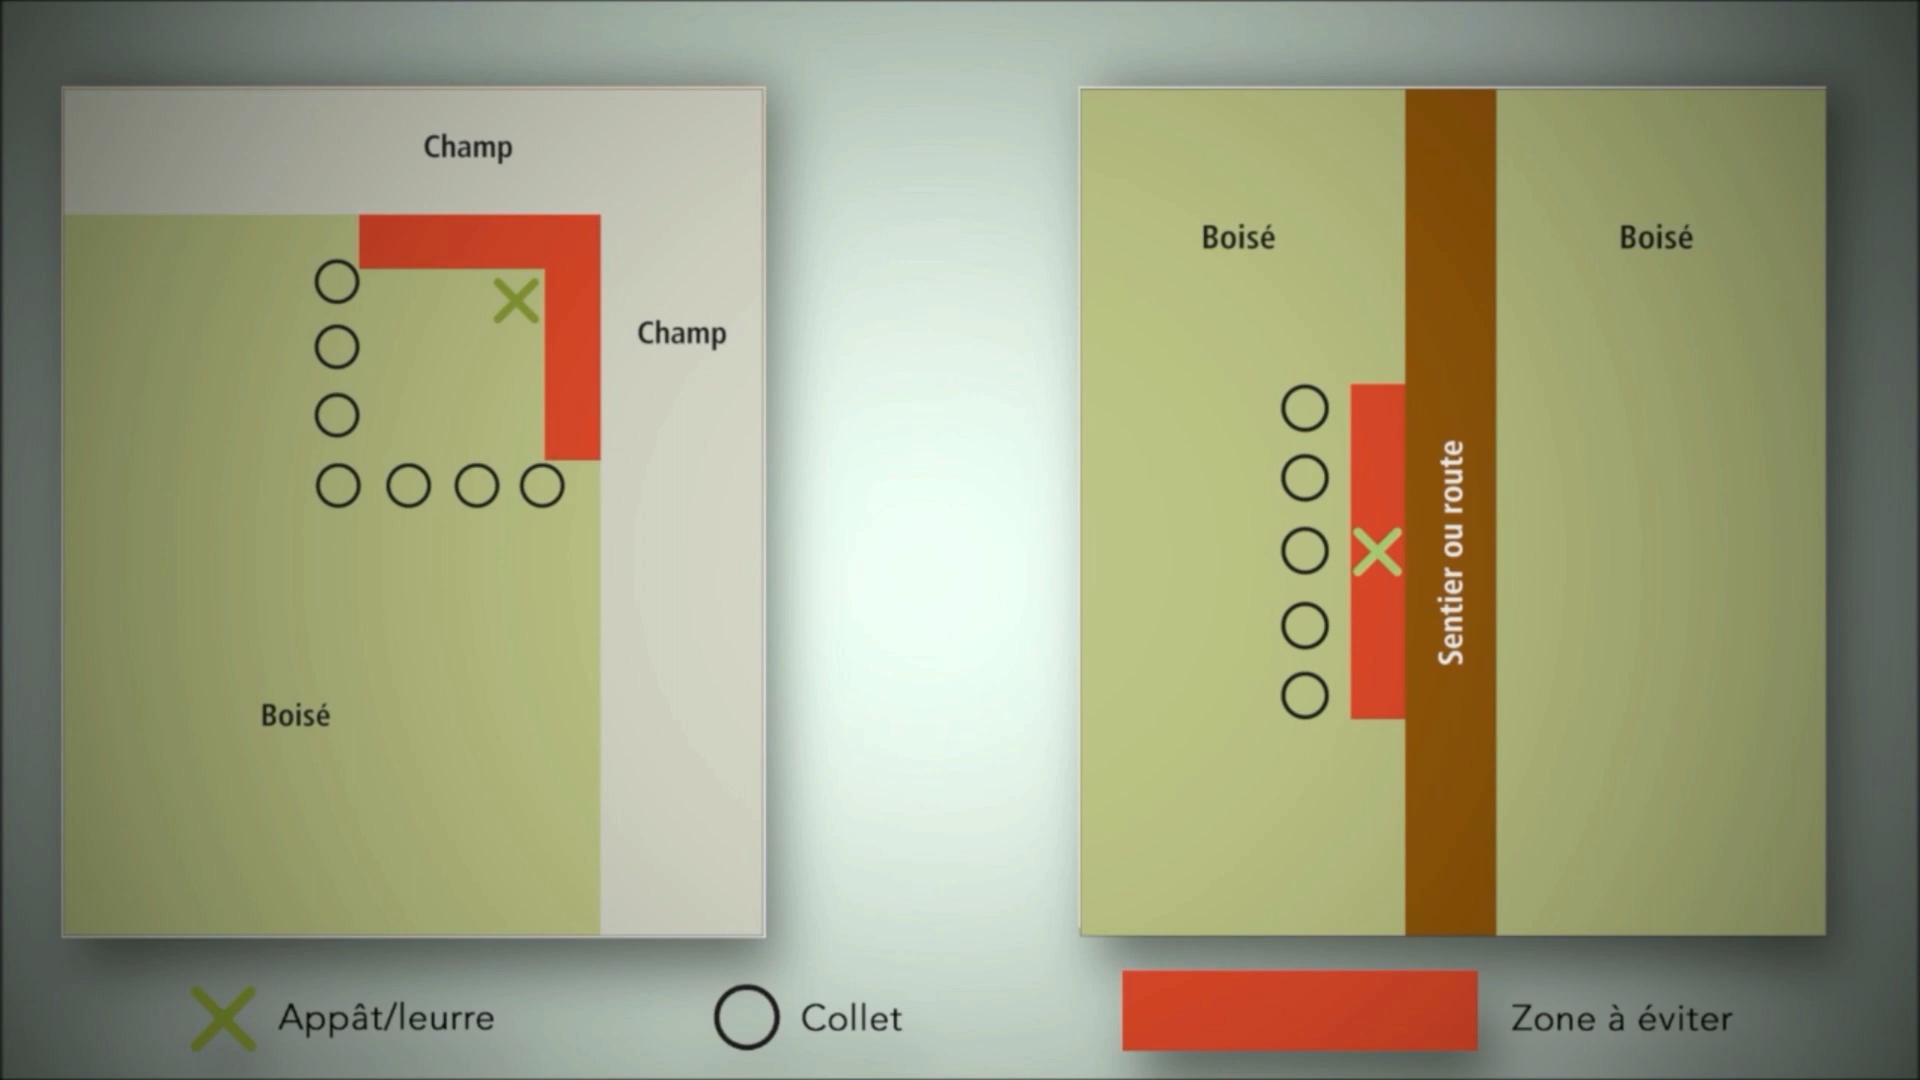 Champ
Champ
Boisé
Boisé
Boisé
Sentier ou route
Appât/leurre
Collet
Zone à éviter